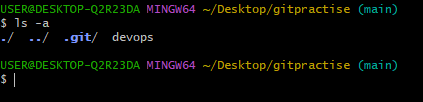 USER@DESKTOP-Q2R23DA MINGW64 ~/Desktop/gitpractise (main)
$ ls -a
./  ../  .git/  devops
USER@DESKTOP-Q2R23DA MINGW64 ~/Desktop/gitpractise (main)
$